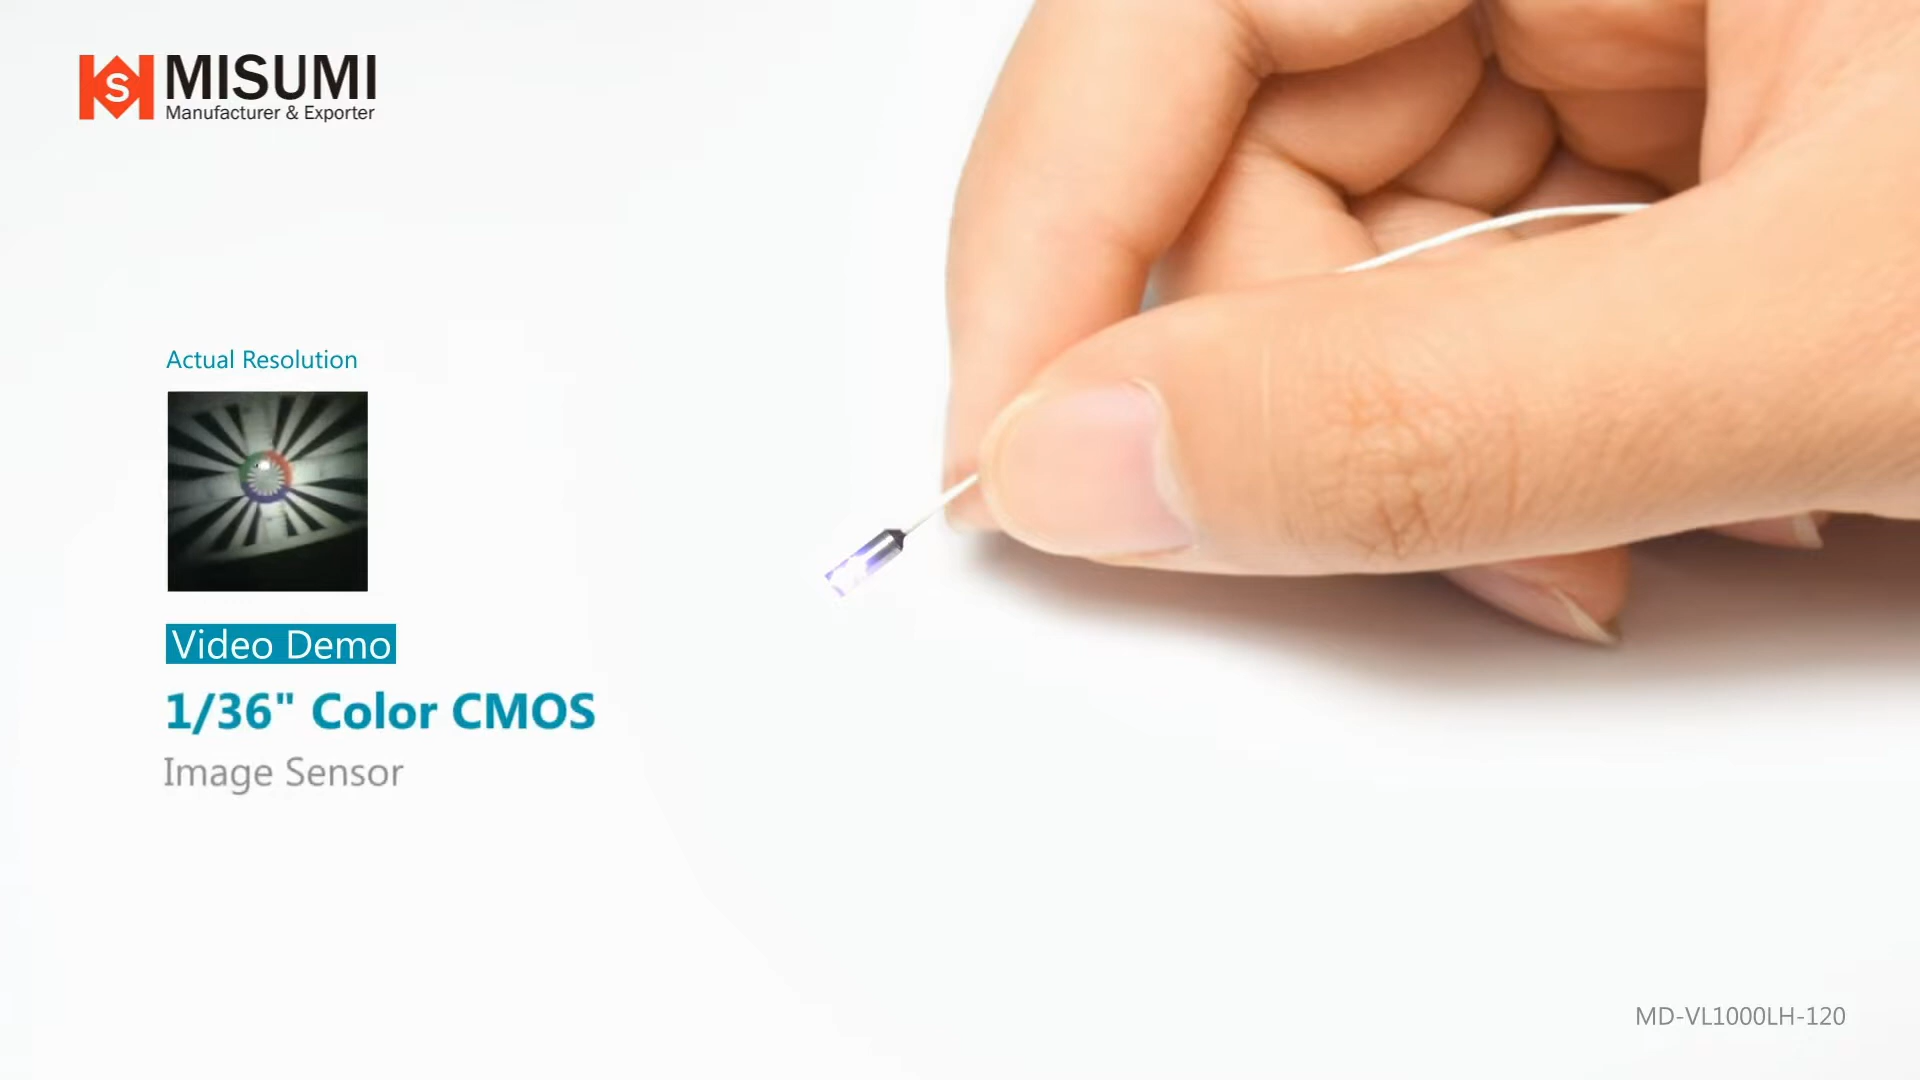 S
MISUMI
Manufacturer & Exporter
Actual Resolution
Video Demo
1/36" Color CMOS
Image Sensor
MD-VL1000LH-120